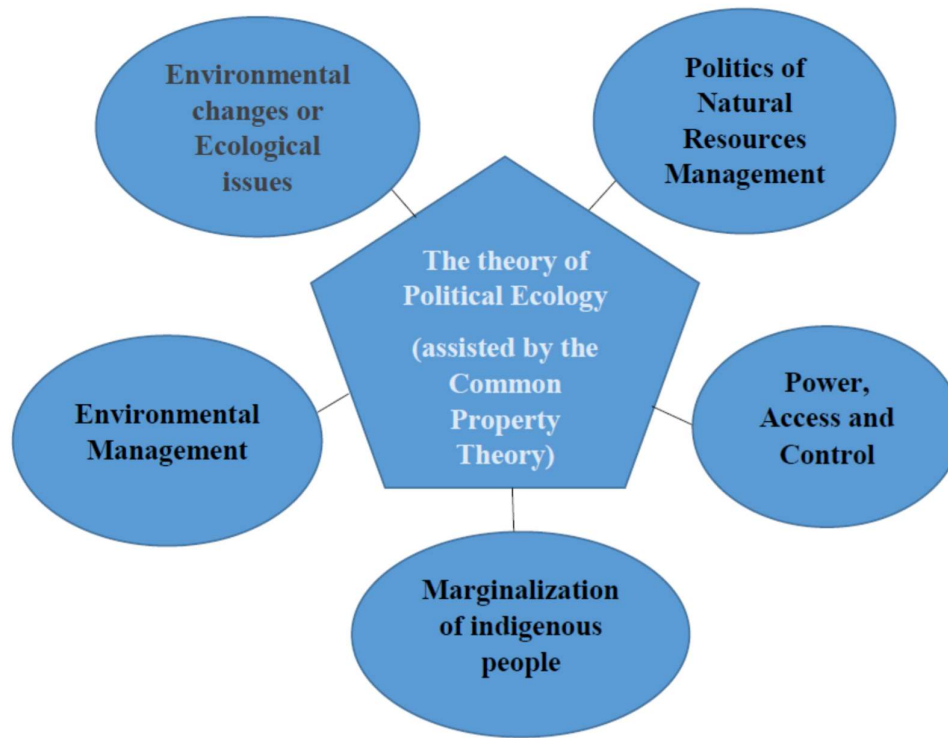 Environmental
changes or
Ecological
issues
Politics of
Natural
Resources
Management
The theory of
Political Ecology
(assisted by the
Common
Property
Theory)
Environmental
Management
Power,
Access and
Control
Marginalization
of indigenous
people